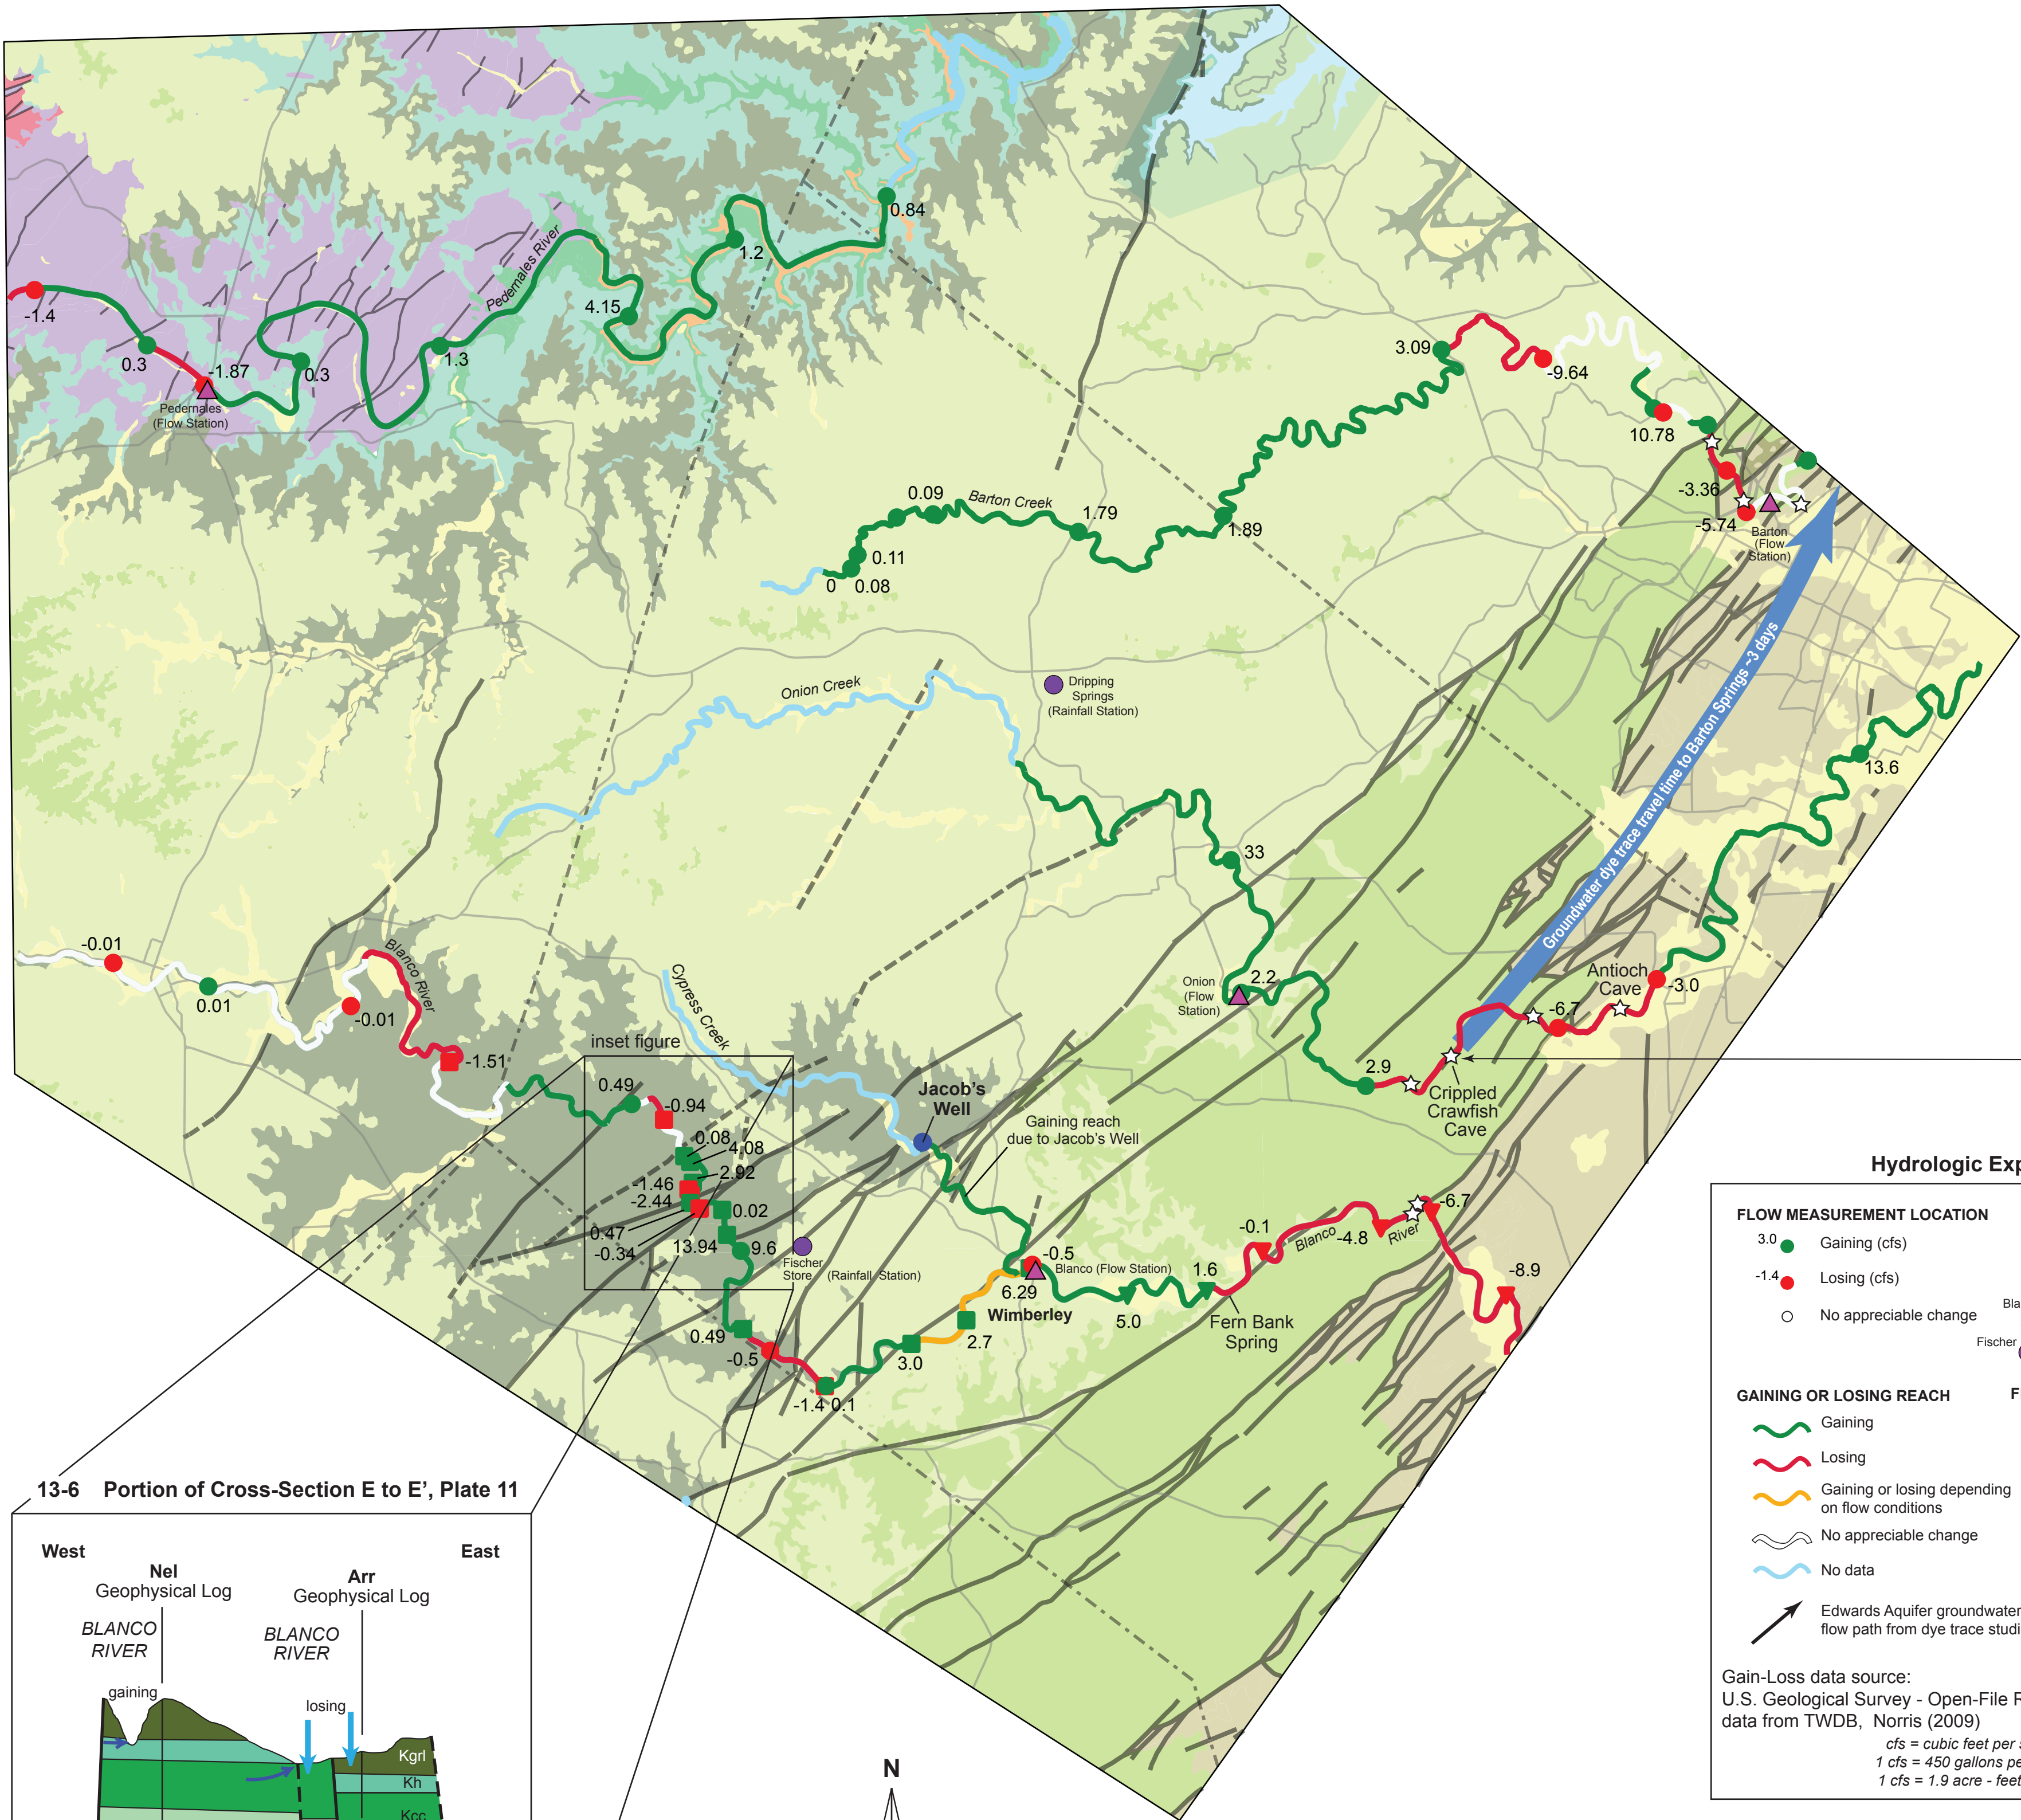 0.84
1.2
Pedernales River
-1.4
4.15
0.3
-1.87
0.3
1.3
Pedernales
(Flow Station)
3.09
-9.64
10.78
-3.36
-5.74
Barton
(Flow
Station)
0.09
Barton Creek
1.79
1.89
0.11
0
0.08
Groundwater dye trace travel time to Barton Springs ~3 days
Onion Creek
Dripping
Springs
(Rainfall Station)
13.6
33
Onion
(Flow
Station)
2.2
Antioch
Cave
-3.0
-6.7
2.9
Crippled
Crawfish
Cave
-0.01
0.01
-0.01
Blanco River
-1.51
Cypress Creek
inset figure
0.49
-0.94
0.08
4.08
2.92
-1.46
-2.44
0.02
0.47
-0.34
13.94
9.6
Jacob's
Well
Gaining reach
due to Jacob's Well
Fischer
Store
(Rainfall Station)
-0.5
Blanco (Flow Station)
6.29
Wimberley
5.0
1.6
Fern Bank
Spring
-0.1
Blanco
River
-4.8
-6.7
-8.9
0.49
-0.5
-1.4
0.1
3.0
2.7
13-6 Portion of Cross-Section E to E', Plate 11
West
East
Nel
Geophysical Log
Arr
Geophysical Log
BLANCO
RIVER
BLANCO
RIVER
gaining
losing
Kgrl
Kh
Kcc
N
Hydrologic Exp
FLOW MEASUREMENT LOCATION
3.0
Gaining (cfs)
-1.4
Losing (cfs)
No appreciable change
Bla
Fischer
GAINING OR LOSING REACH
F
Gaining
Losing
Gaining or losing depending
on flow conditions
No appreciable change
No data
Edwards Aquifer groundwater
flow path from dye trace studi
Gain-Loss data source:
U.S. Geological Survey - Open-File R
data from TWDB, Norris (2009)
cfs = cubic feet per s
1 cfs = 450 gallons pe
1 cfs = 1.9 acre - feet